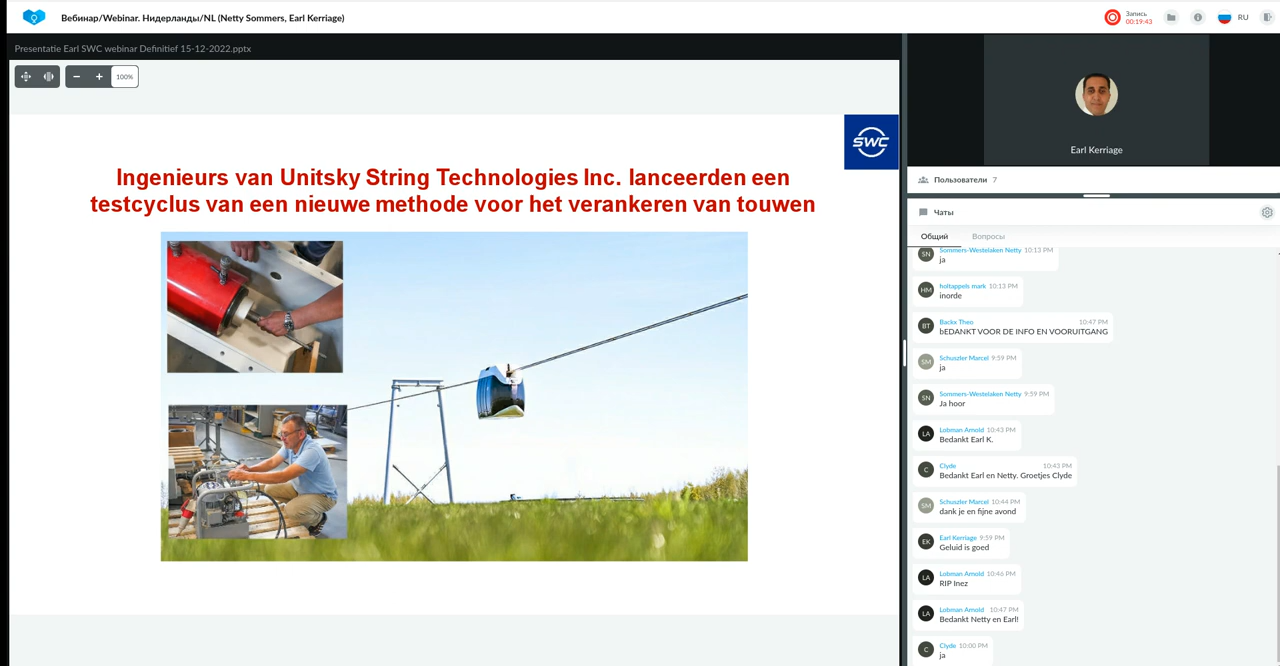 Вебинар/Webinar. Нидерланды/NL (Netty Sommers, Earl Kerriage)
Запись
00:19:43
RU
Presentatie Earl SWC webinar Definitief 15-12-2022.pptx
100%
SWC
Ingenieurs van Unitsky String Technologies Inc. lanceerden een
testcyclus van een nieuwe methode voor het verankeren van touwen
Earl Kerriage
Пользователи 7
Чаты
Общий Вопросы
SN Sommers-Westelaken Netty 10:13 PM
ja
HM holtappels mark 10:13 PM
inorde
BT Backx Theo 10:47 PM
bEDANKT VOOR DE INFO EN VOORUITGANG
SM Schuszler Marcel 9:59 PM
ja
SN Sommers-Westelaken Netty 9:59 PM
Ja hoor
LA Lobman Arnold 10:43 PM
Bedankt Earl K.
C Clyde 10:43 PM
Bedankt Earl en Netty. Groetjes Clyde
SM Schuszler Marcel 10:44 PM
dank je en fijne avond
EK Earl Kerriage 9:59 PM
Geluid is goed
LA Lobman Arnold 10:46 PM
RIP Inez
LA Lobman Arnold 10:47 PM
Bedankt Netty en Earl!
C Clyde 10:00 PM
ja